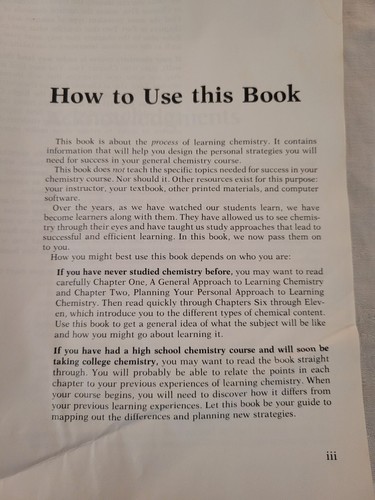 How to Use this Book
This book is about the process of learning chemistry. It contains
information that will help you design the personal strategies you will
need for success in your general chemistry course.
This book does not teach the specific topics needed for success in your
chemistry course. Nor should it. Other resources exist for this purpose:
your instructor, your textbook, other printed materials, and computer
software.
Over the years, as we have watched our students learn, we have
become learners along with them. They have allowed us to see chemis-
try through their eyes and have taught us study approaches that lead to
successful and efficient learning. In this book, we now pass them on
to you.
How you might best use this book depends on who you are:
If you have never studied chemistry before, you may want to read
carefully Chapter One, A General Approach to Learning Chemistry
and Chapter Two, Planning Your Personal Approach to Learning
Chemistry. Then read quickly through Chapters Six through Elev-
en, which introduce you to the different types of chemical content.
Use this book to get a general idea of what the subject will be like
and how you might go about learning it.
If you have had a high school chemistry course and will soon be
taking college chemistry, you may want to read the book straight
through. You will probably be able to relate the points in each
chapter to your previous experiences of learning chemistry. When
your course begins, you will need to discover how it differs from
your previous learning experiences. Let this book be your guide to
mapping out the differences and planning new strategies.
iii